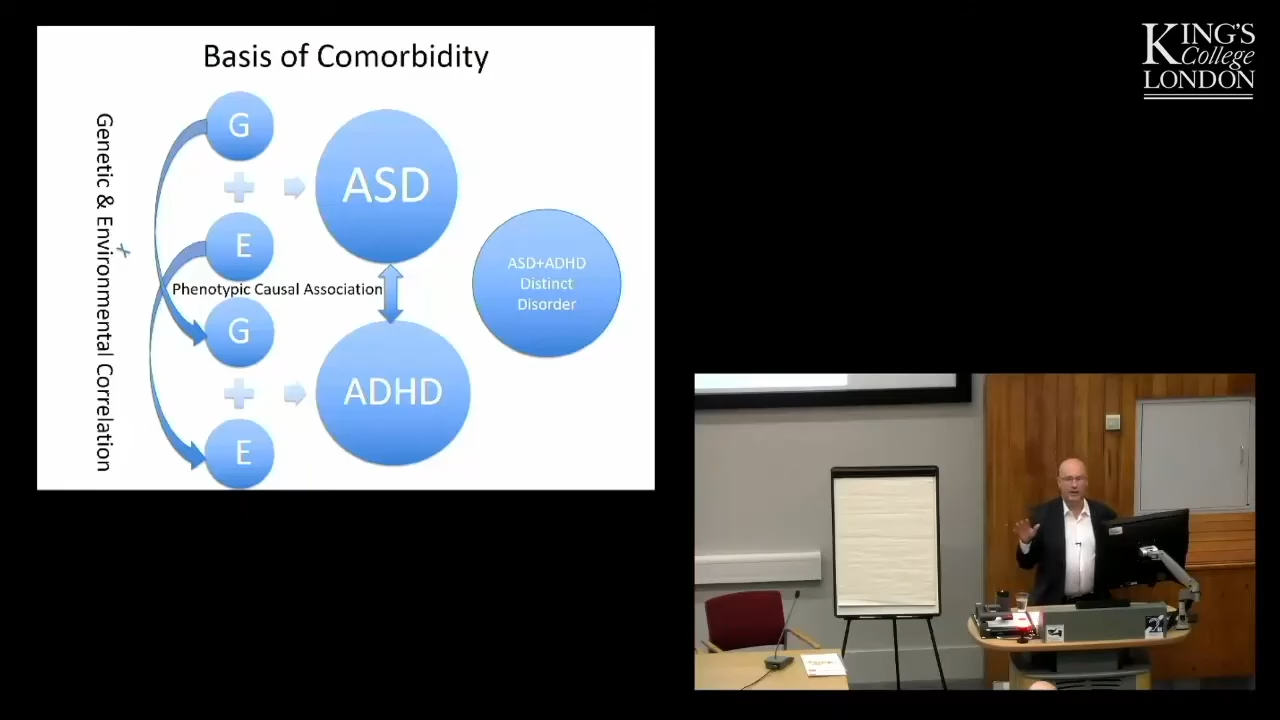 Basis of Comorbidity
Genetic & Environmental Correlation
G
E
Phenotypic Causal Association
G
E
ASD
ADHD
ASD+ADHD
Distinct
Disorder
KING'S
College
LONDON